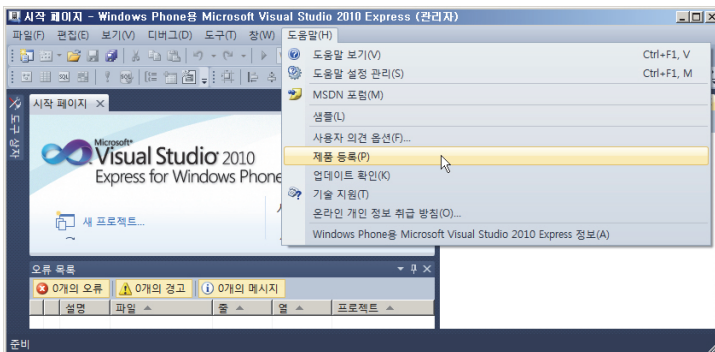 시작 페이지 - Windows Phone용 Microsoft Visual Studio 2010 Express (관리자)
파일(F) 편집(E) 보기(V) 디버그(D) 도구(T) 창(W) 도움말(H)
도움말 보기(V) Ctrl+F1, V
도움말 설정 관리(S) Ctrl+F1, M
MSDN 포럼(M)
샘플(L)
사용자 의견 옵션(F)...
제품 등록(P)
업데이트 확인(K)
기술 지원(T)
온라인 개인 정보 취급 방침(O)...
Windows Phone용 Microsoft Visual Studio 2010 Express 정보(A)
도구 상자
시작 페이지
Microsoft
Visual Studio 2010
Express for Windows Phone
새 프로젝트...
오류 목록
0개의 오류 0개의 경고 0개의 메시지
설명 파일 줄 열 프로젝트
준비